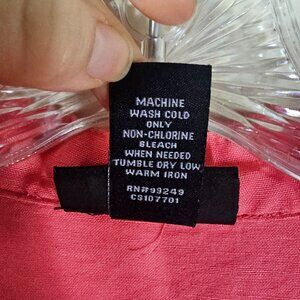 MACHINE
WASH COLD
ONLY
NON-CHLORINE
BLEACH
WHEN NEEDED
TUMBLE DRY LOW
WARM IRON
RN#99249
CS107701